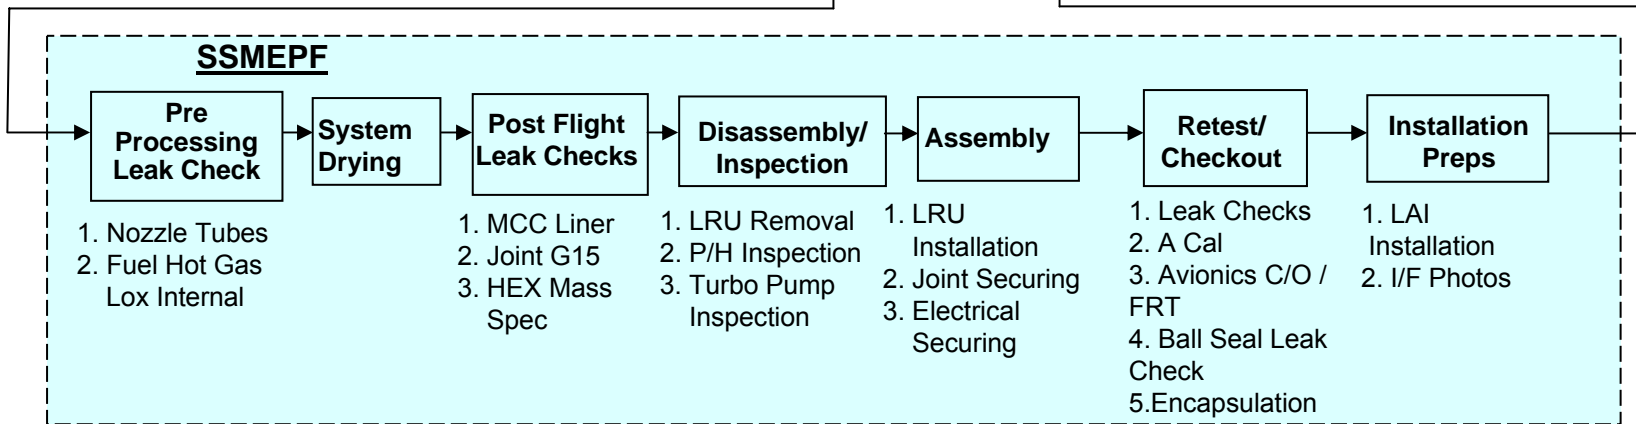 SSMEPF
Pre
Processing
Leak Check
1. Nozzle Tubes
2. Fuel Hot Gas
Lox Internal
System
Drying
Post Flight
Leak Checks
1. MCC Liner
2. Joint G15
3. HEX Mass
Spec
Disassembly/
Inspection
1. LRU Removal
2. P/H Inspection
3. Turbo Pump
Inspection
Assembly
1. LRU
Installation
2. Joint Securing
3. Electrical
Securing
Retest/
Checkout
1. Leak Checks
2. A Cal
3. Avionics C/O /
FRT
4. Ball Seal Leak
Check
5.Encapsulation
Installation
Preps
1. LAI
Installation
2. I/F Photos